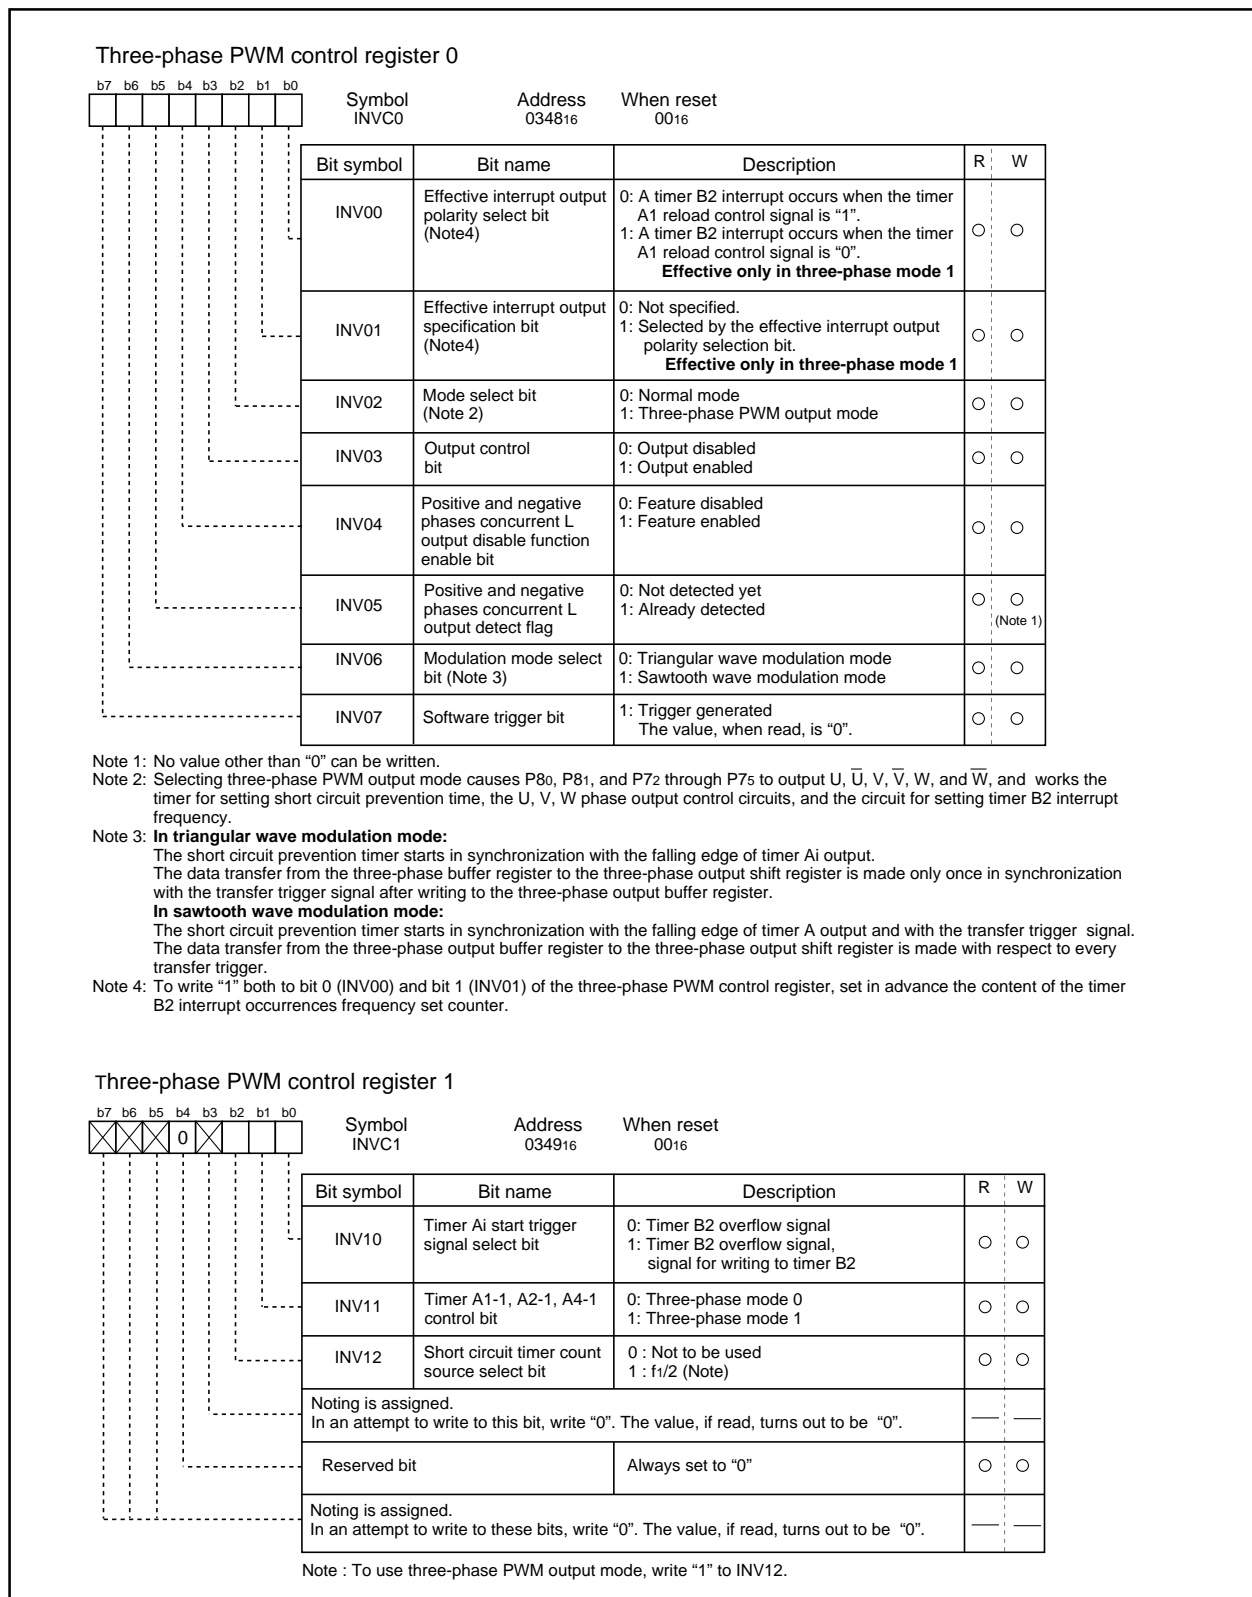 Three-phase PWM control register 0
b7 b6 b5 b4 b3 b2 b1 b0
Symbol Address When reset
INVC0 034816 0016
Bit symbol Bit name Description R W
INV00 Effective interrupt output polarity select bit (Note4) 0: A timer B2 interrupt occurs when the timer
A1 reload control signal is “1”.
1: A timer B2 interrupt occurs when the timer
A1 reload control signal is “0”.
Effective only in three-phase mode 1
INV01 Effective interrupt output specification bit (Note4) 0: Not specified.
1: Selected by the effective interrupt output
polarity selection bit.
Effective only in three-phase mode 1
INV02 Mode select bit (Note 2) 0: Normal mode
1: Three-phase PWM output mode
INV03 Output control bit 0: Output disabled
1: Output enabled
INV04 Positive and negative phases concurrent L output disable function enable bit 0: Feature disabled
1: Feature enabled
INV05 Positive and negative phases concurrent L output detect flag 0: Not detected yet
1: Already detected
(Note 1)
INV06 Modulation mode select bit (Note 3) 0: Triangular wave modulation mode
1: Sawtooth wave modulation mode
INV07 Software trigger bit 1: Trigger generated
The value, when read, is “0”.
Note 1: No value other than “0” can be written.
Note 2: Selecting three-phase PWM output mode causes P80, P81, and P72 through P75 to output U, U̅, V, V̅, W, and W̅, and works the
timer for setting short circuit prevention time, the U, V, W phase output control circuits, and the circuit for setting timer B2 interrupt
frequency.
Note 3: In triangular wave modulation mode:
The short circuit prevention timer starts in synchronization with the falling edge of timer Ai output.
The data transfer from the three-phase buffer register to the three-phase output shift register is made only once in synchronization
with the transfer trigger signal after writing to the three-phase output buffer register.
In sawtooth wave modulation mode:
The short circuit prevention timer starts in synchronization with the falling edge of timer A output and with the transfer trigger signal.
The data transfer from the three-phase output buffer register to the three-phase output shift register is made with respect to every
transfer trigger.
Note 4: To write “1” both to bit 0 (INV00) and bit 1 (INV01) of the three-phase PWM control register, set in advance the content of the timer
B2 interrupt occurrences frequency set counter.
Three-phase PWM control register 1
b7 b6 b5 b4 b3 b2 b1 b0
0
Symbol Address When reset
INVC1 034916 0016
Bit symbol Bit name Description R W
INV10 Timer Ai start trigger signal select bit 0: Timer B2 overflow signal
1: Timer B2 overflow signal,
signal for writing to timer B2
INV11 Timer A1-1, A2-1, A4-1 control bit 0: Three-phase mode 0
1: Three-phase mode 1
INV12 Short circuit timer count source select bit 0 : Not to be used
1 : f1/2 (Note)
Noting is assigned.
In an attempt to write to this bit, write “0”. The value, if read, turns out to be “0”.
Reserved bit Always set to “0”
Noting is assigned.
In an attempt to write to these bits, write “0”. The value, if read, turns out to be “0”.
Note : To use three-phase PWM output mode, write “1” to INV12.